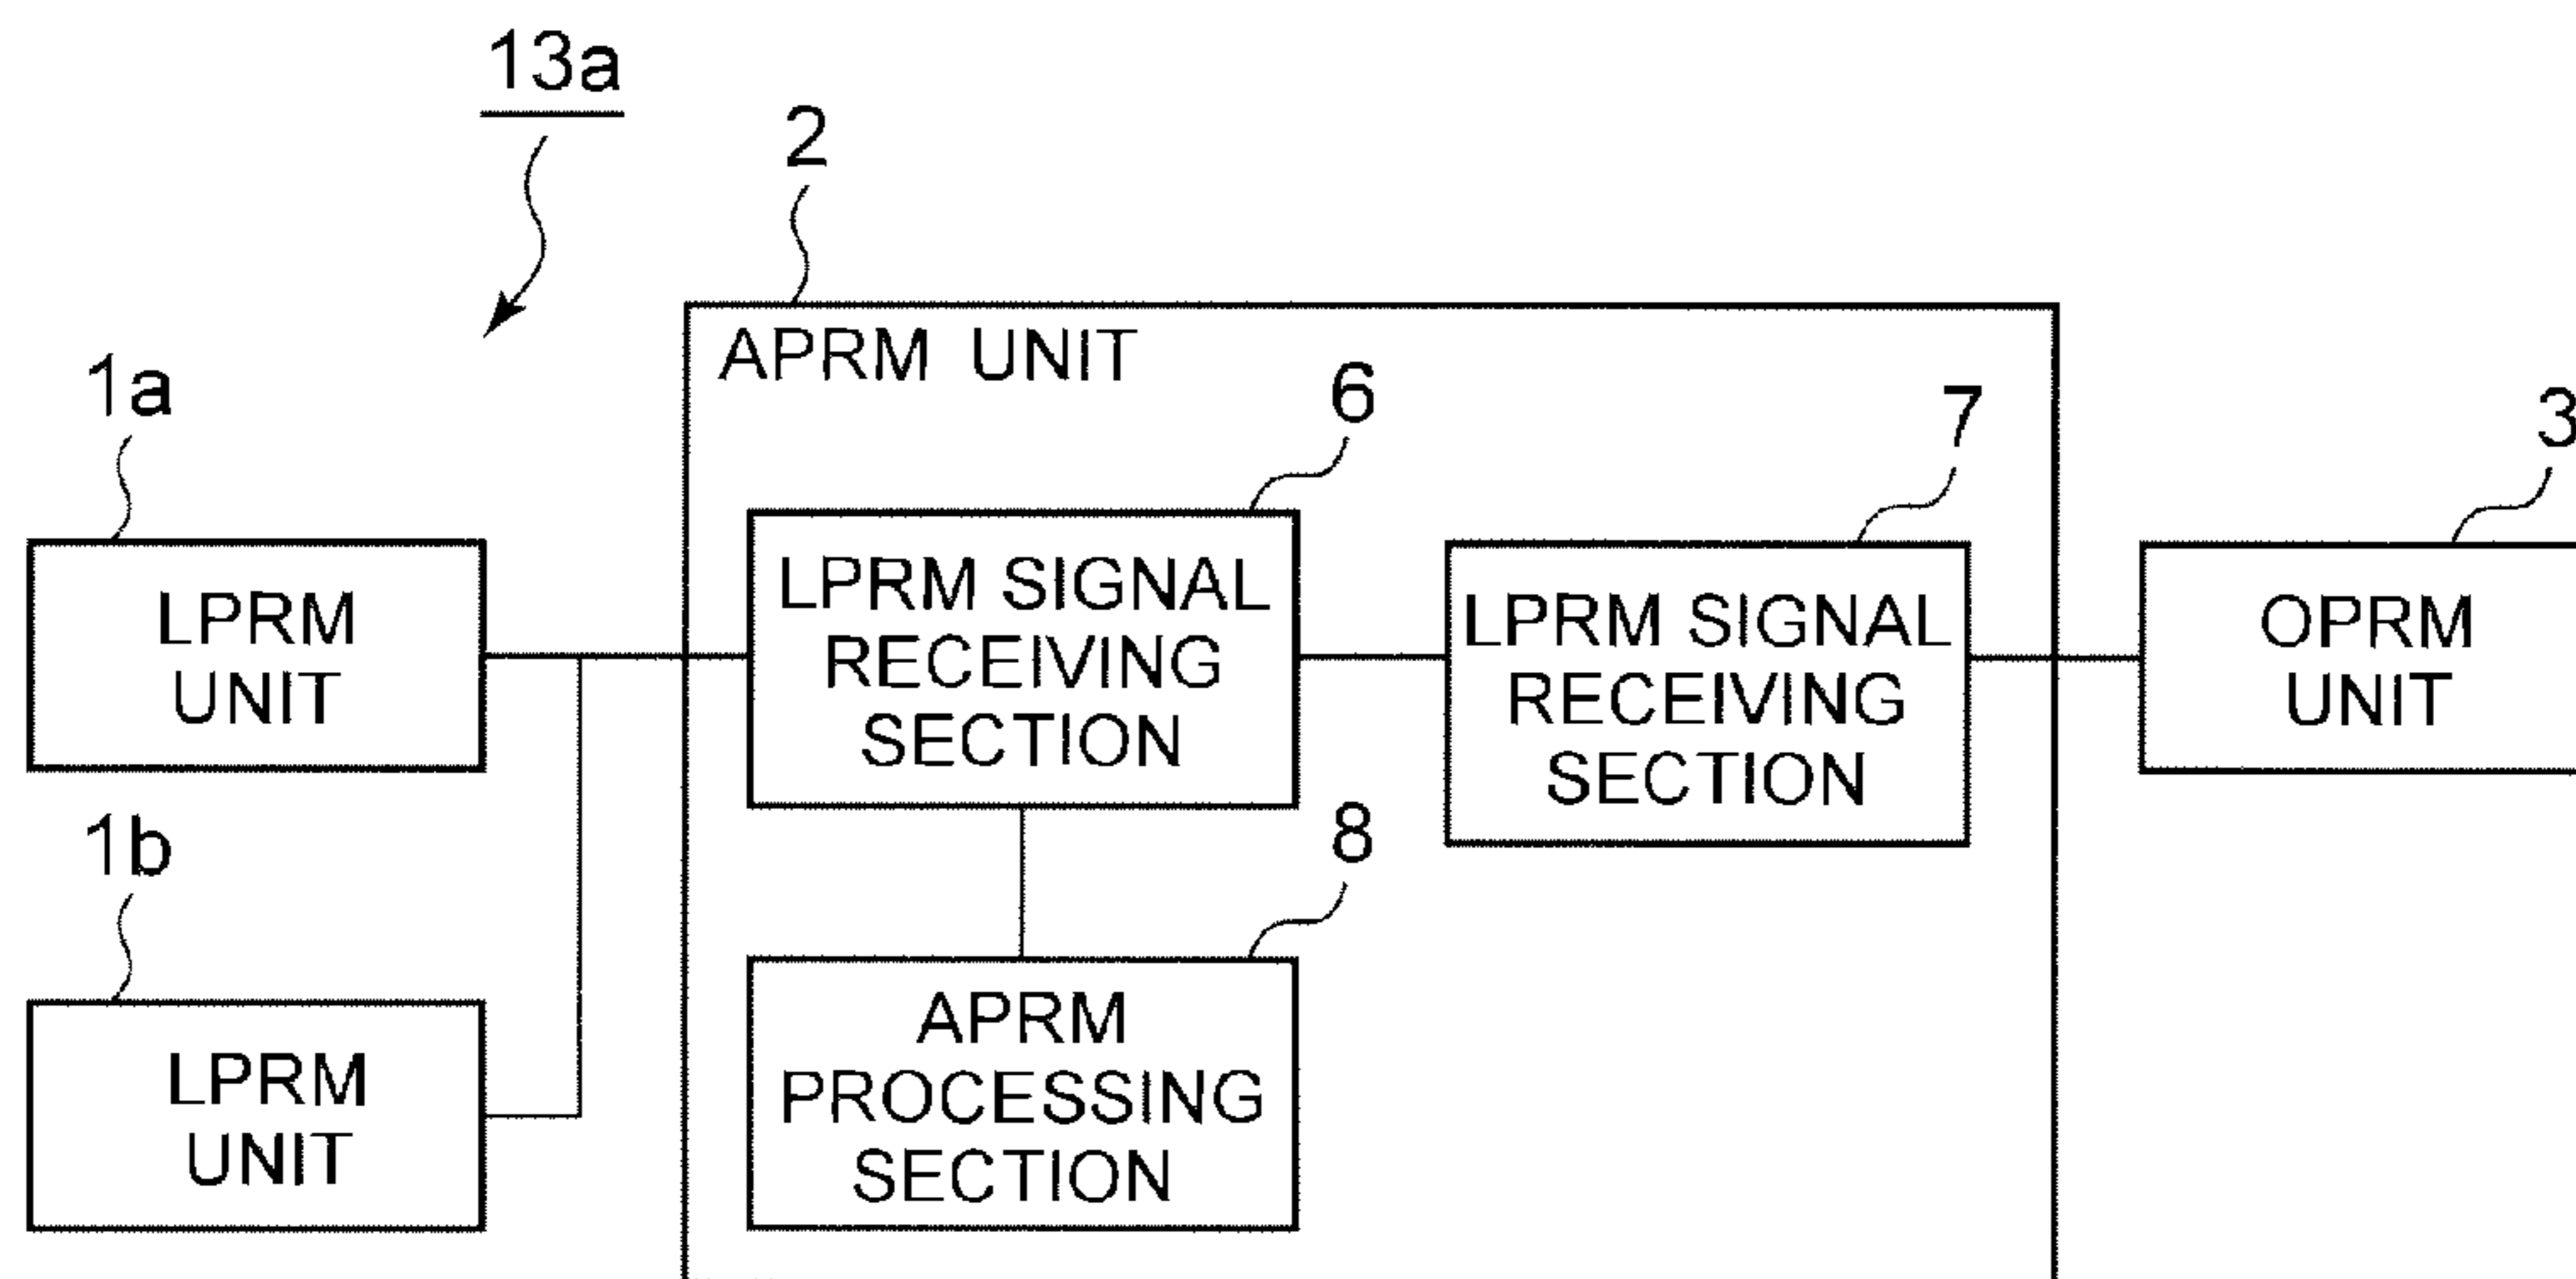 13a
2
APRM UNIT
1a
6
7
3
LPRM
UNIT
LPRM SIGNAL
RECEIVING
SECTION
LPRM SIGNAL
RECEIVING
SECTION
OPRM
UNIT
1b
8
LPRM
UNIT
APRM
PROCESSING
SECTION